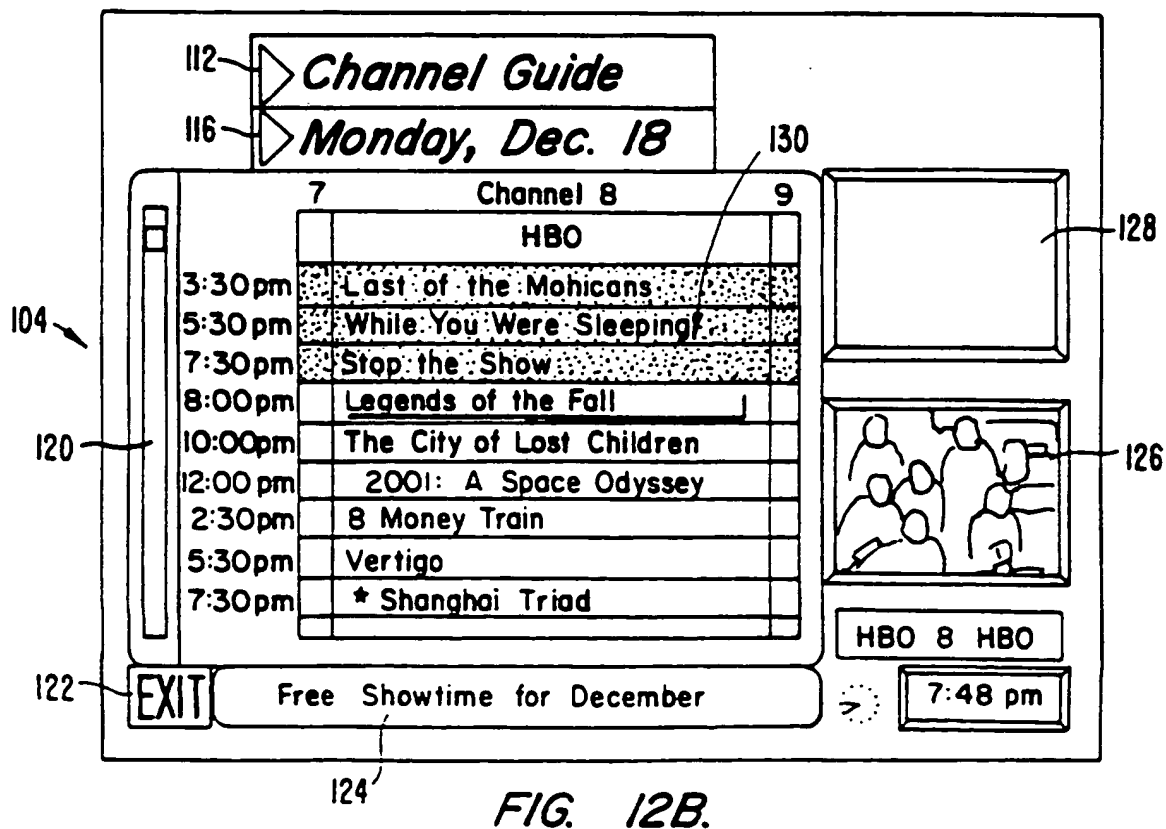 112
Channel Guide
116
Monday, Dec. 18
130
7 Channel 8 9
HBO
128
3:30pm Last of the Mohicans
104
5:30pm While You Were Sleeping
7:30pm Stop the Show
8:00pm Legends of the Fall
120
10:00pm The City of Lost Children
126
12:00 pm 2001: A Space Odyssey
2:30pm 8 Money Train
5:30pm Vertigo
7:30pm * Shanghai Triad
HBO 8 HBO
122
EXIT Free Showtime for December
7:48 pm
124
FIG. 12B.